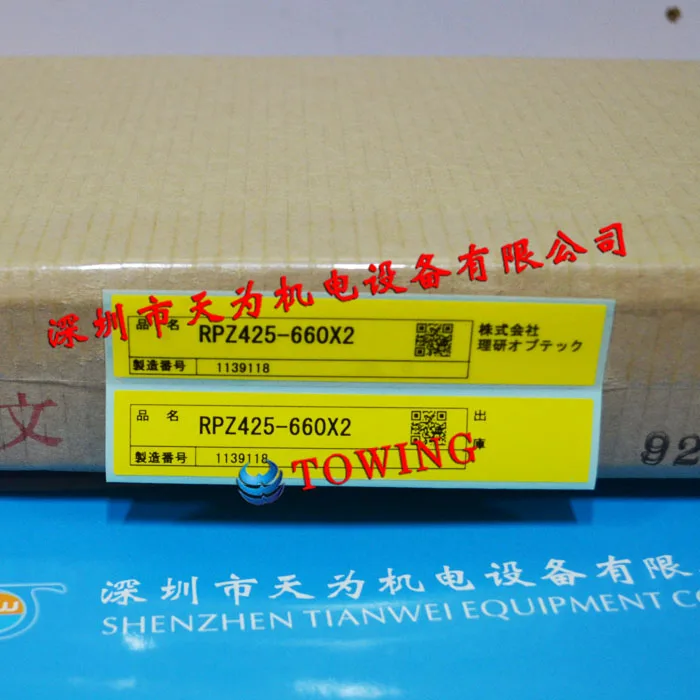 深圳市天为机电设备有限公司
品 名 RPZ425-660X2
製造番号 1139118
株式会社
理研オプテック
品 名 RPZ425-660X2
製造番号 1139118
出
庫
TOWING
文
92
深圳市天为机电设备有限
SHENZHEN TIANWEI EQUIPMENT CO